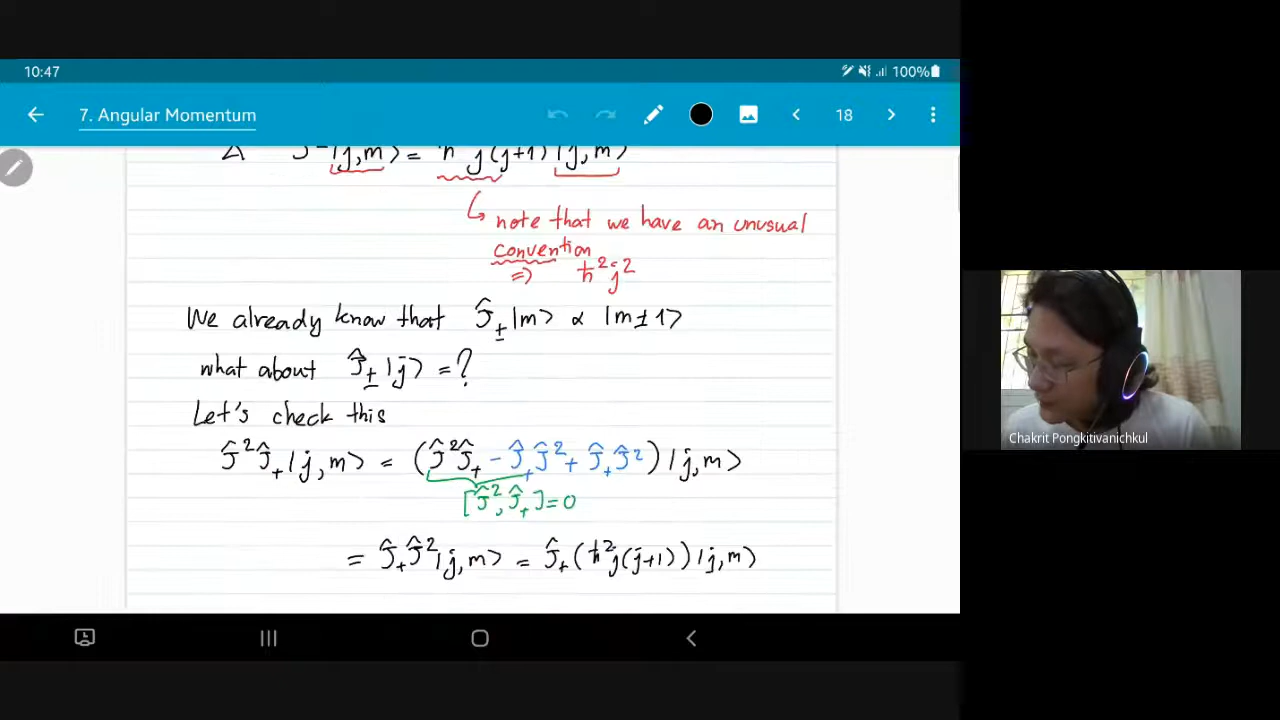 10:47
100%
7. Angular Momentum
18
Ĵ² |j,m⟩ = ħ² j(j+1) |j,m⟩
↳ note that we have an unusual
convention
⇒ ħ²j²
We already know that Ĵ± |m⟩ ∝ |m±1⟩
what about Ĵ± |j⟩ = ?
Let's check this
Ĵ²Ĵ₊ |j,m⟩ = (Ĵ²Ĵ₊ − Ĵ₊Ĵ² + Ĵ₊Ĵ²) |j,m⟩
[Ĵ², Ĵ₊] = 0
= Ĵ₊Ĵ² |j,m⟩ = Ĵ₊(ħ²j(j+1)) |j,m⟩
Chakrit Pongkitivanichkul